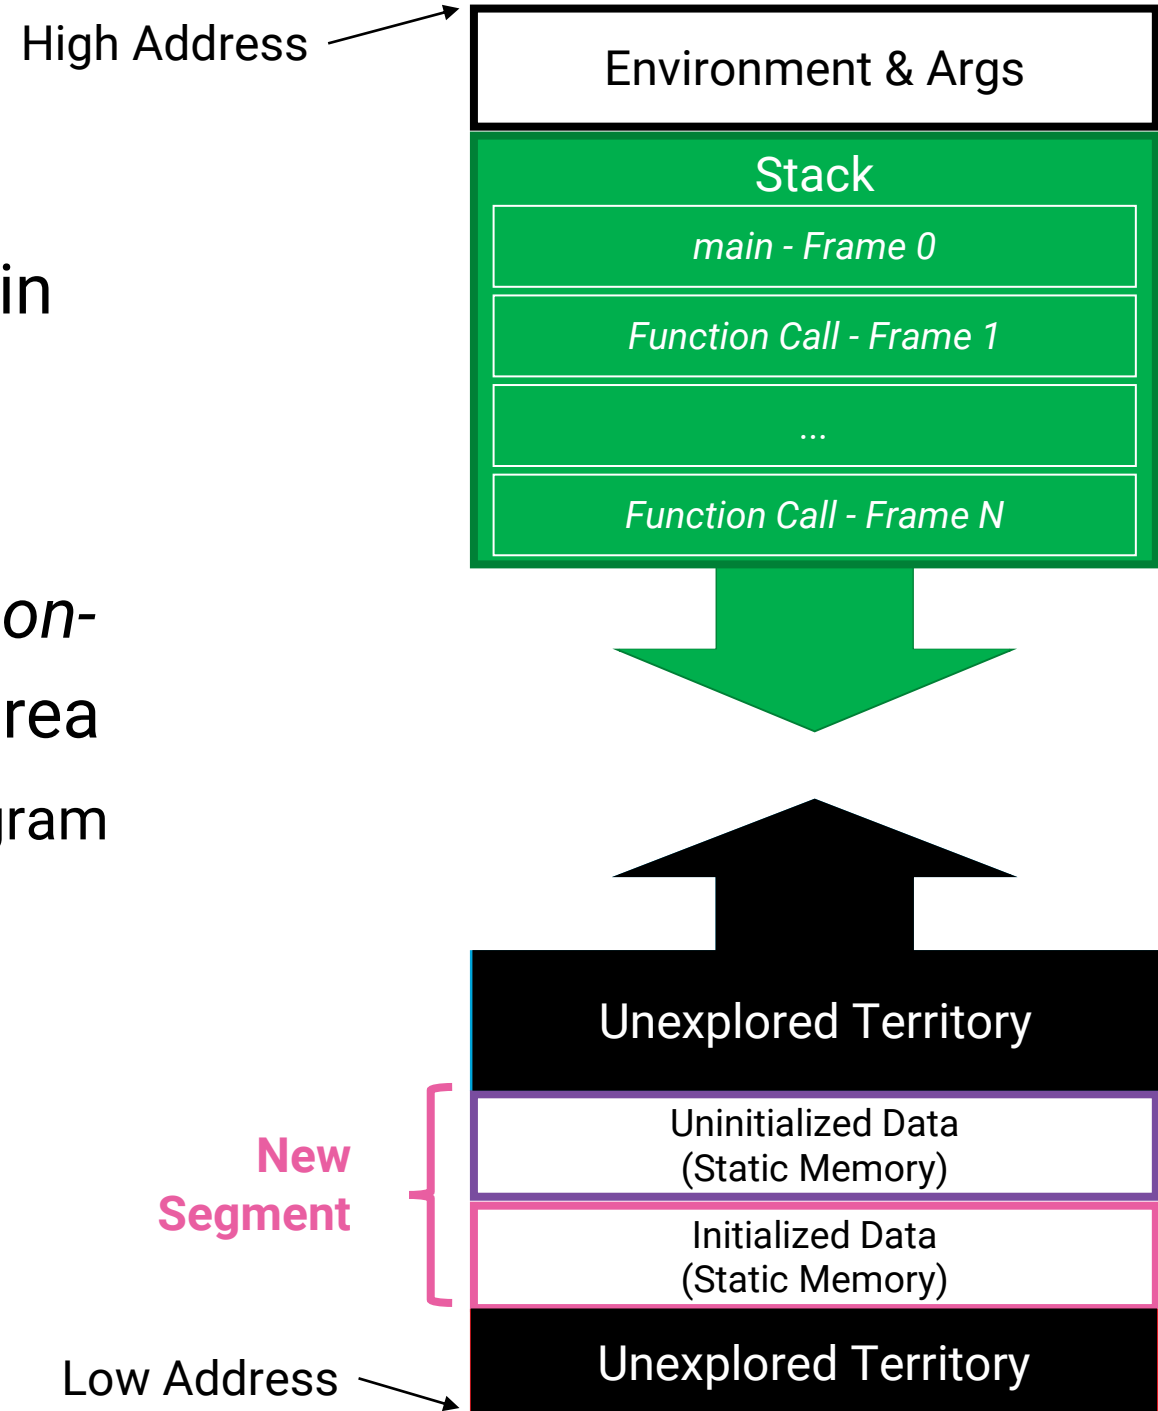 High Address
Environment & Args
Stack
main - Frame 0
in
Function Call - Frame 1
...
Function Call - Frame N
on-
rea
gram
Unexplored Territory
Uninitialized Data
(Static Memory)
New
Segment
Initialized Data
(Static Memory)
Unexplored Territory
Low Address